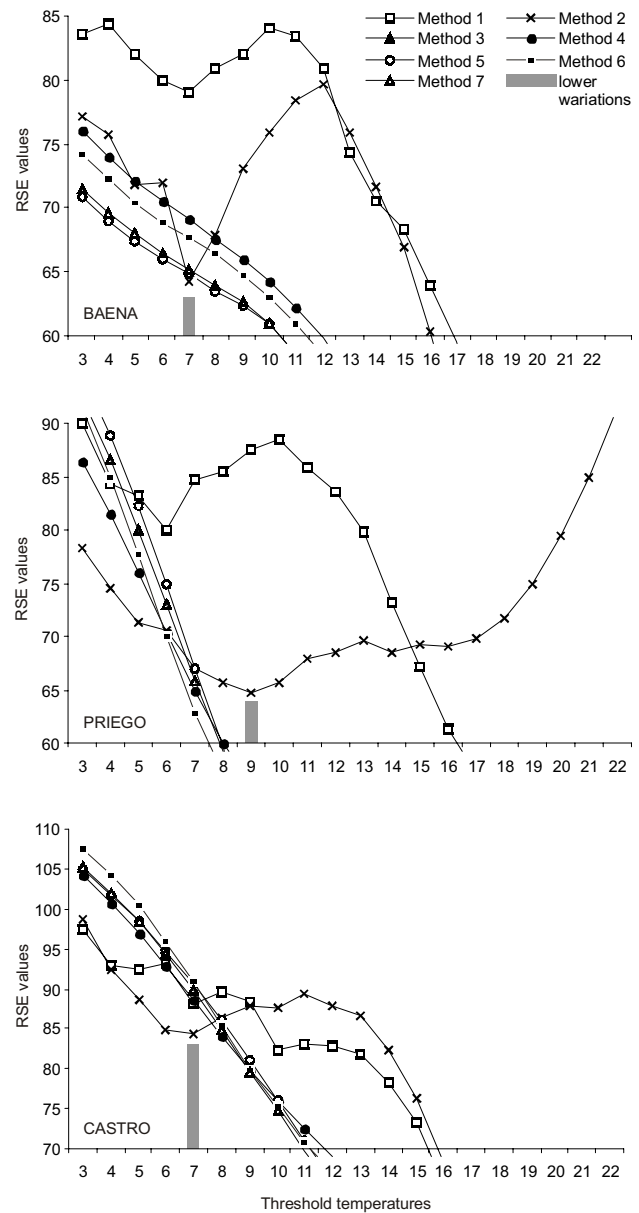 85
80
75
70
65
60
RSE values
BAENA
Method 1
Method 2
Method 3
Method 4
Method 5
Method 6
Method 7
lower
wariations
3 4 5 6 7 8 9 10 11 12 13 14 15 16 17 18 19 20 21 22
90
85
80
75
70
65
60
RSE values
PRIEGO
3 4 5 6 7 8 9 10 11 12 13 14 15 16 17 18 19 20 21 22
110
105
100
95
90
85
80
75
70
RSE values
CASTRO
3 4 5 6 7 8 9 10 11 12 13 14 15 16 17 18 19 20 21 22
Threshold temperatures